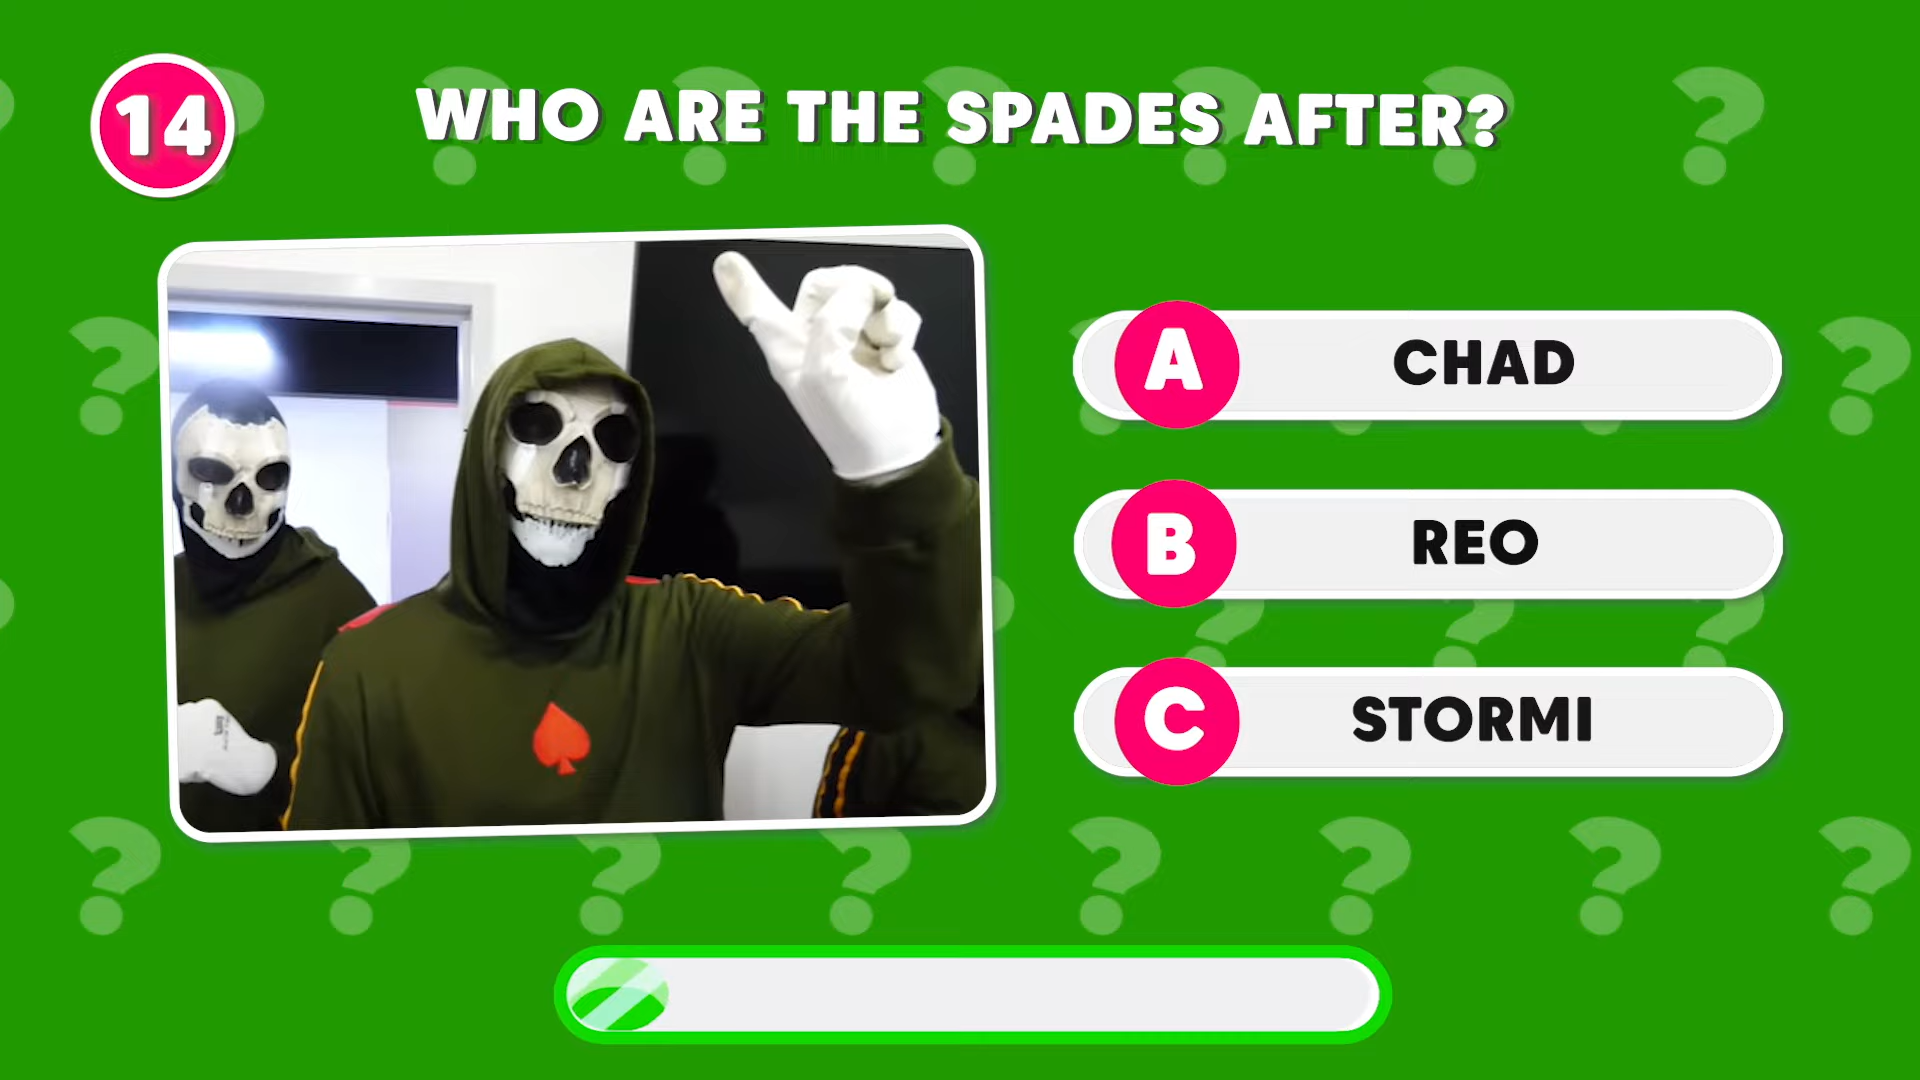 14
WHO ARE THE SPADES AFTER?
A CHAD
B REO
C STORMI